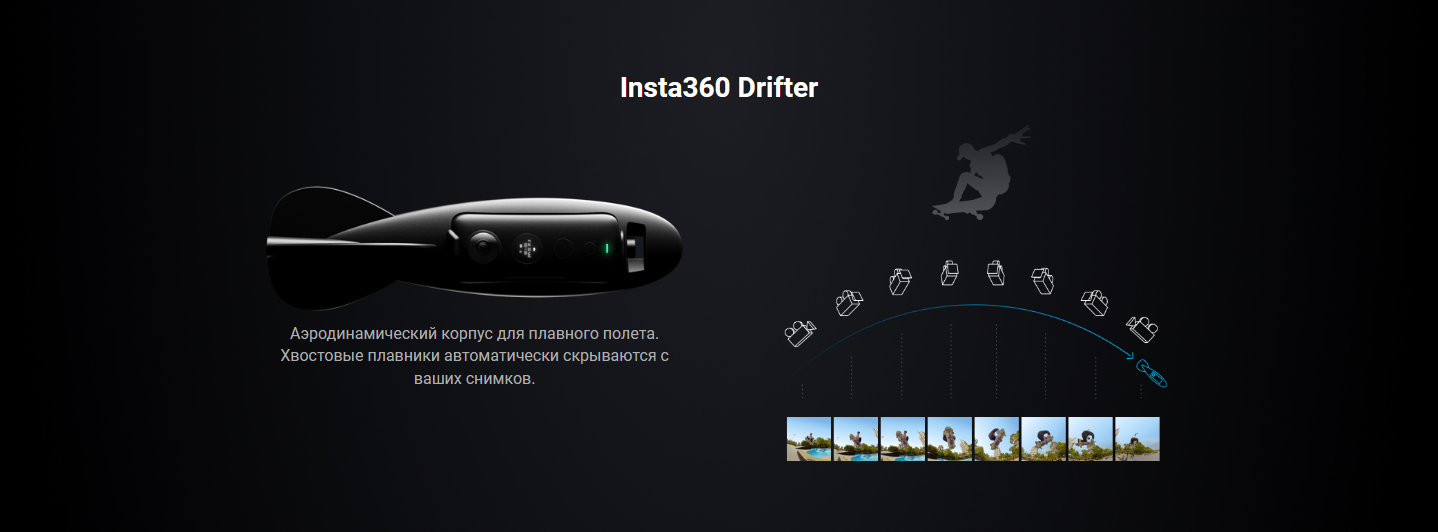 Insta360 Drifter
Аэродинамический корпус для плавного полета.
Хвостовые плавники автоматически скрываются с
ваших снимков.